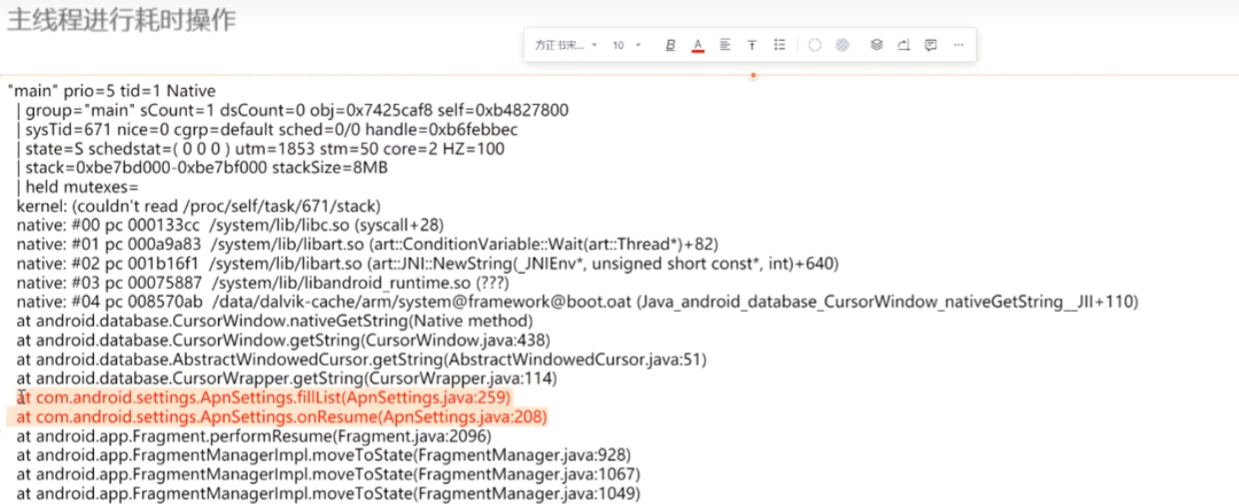 主线程进行耗时操作
方正书宋... 10 B A
"main" prio=5 tid=1 Native
| group="main" sCount=1 dsCount=0 obj=0x7425caf8 self=0xb4827800
| sysTid=671 nice=0 cgrp=default sched=0/0 handle=0xb6febbec
| state=S schedstat=( 0 0 0 ) utm=1853 stm=50 core=2 HZ=100
| stack=0xbe7bd000-0xbe7bf000 stackSize=8MB
| held mutexes=
kernel: (couldn't read /proc/self/task/671/stack)
native: #00 pc 000133cc /system/lib/libc.so (syscall+28)
native: #01 pc 000a9a83 /system/lib/libart.so (art::ConditionVariable::Wait(art::Thread*)+82)
native: #02 pc 001b16f1 /system/lib/libart.so (art::JNI::NewString(_JNIEnv*, unsigned short const*, int)+640)
native: #03 pc 00075887 /system/lib/libandroid_runtime.so (???)
native: #04 pc 008570ab /data/dalvik-cache/arm/system@framework@boot.oat (Java_android_database_CursorWindow_nativeGetString__JII+110)
at android.database.CursorWindow.nativeGetString(Native method)
at android.database.CursorWindow.getString(CursorWindow.java:438)
at android.database.AbstractWindowedCursor.getString(AbstractWindowedCursor.java:51)
at android.database.CursorWrapper.getString(CursorWrapper.java:114)
at com.android.settings.ApnSettings.fillList(ApnSettings.java:259)
at com.android.settings.ApnSettings.onResume(ApnSettings.java:208)
at android.app.Fragment.performResume(Fragment.java:2096)
at android.app.FragmentManagerImpl.moveToState(FragmentManager.java:928)
at android.app.FragmentManagerImpl.moveToState(FragmentManager.java:1067)
at android.app.FragmentManagerImpl.moveToState(FragmentManager.java:1049)